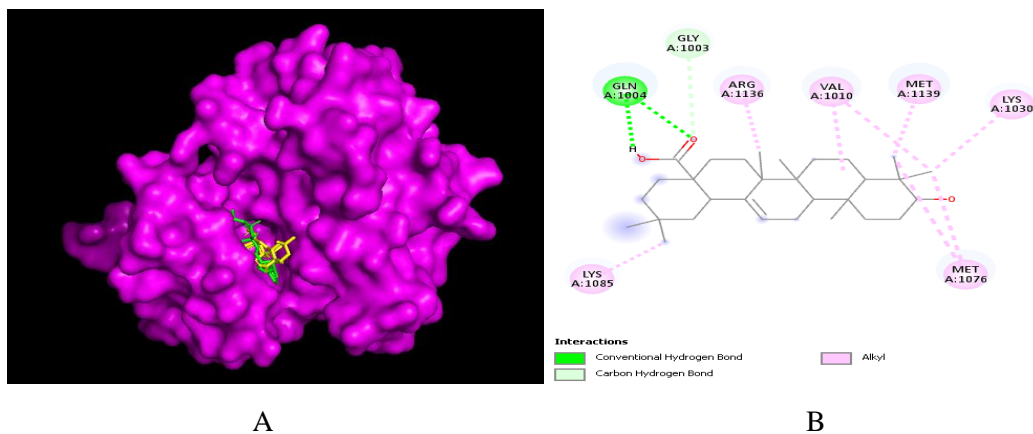 GLY
A:1003
GLN
A:1004
ARG
A:1136
VAL
A:1010
MET
A:1139
LYS
A:1030
H
O
O
O
LYS
A:1085
MET
A:1076
Interactions
Conventional Hydrogen Bond
Carbon Hydrogen Bond
Alkyl
A
B